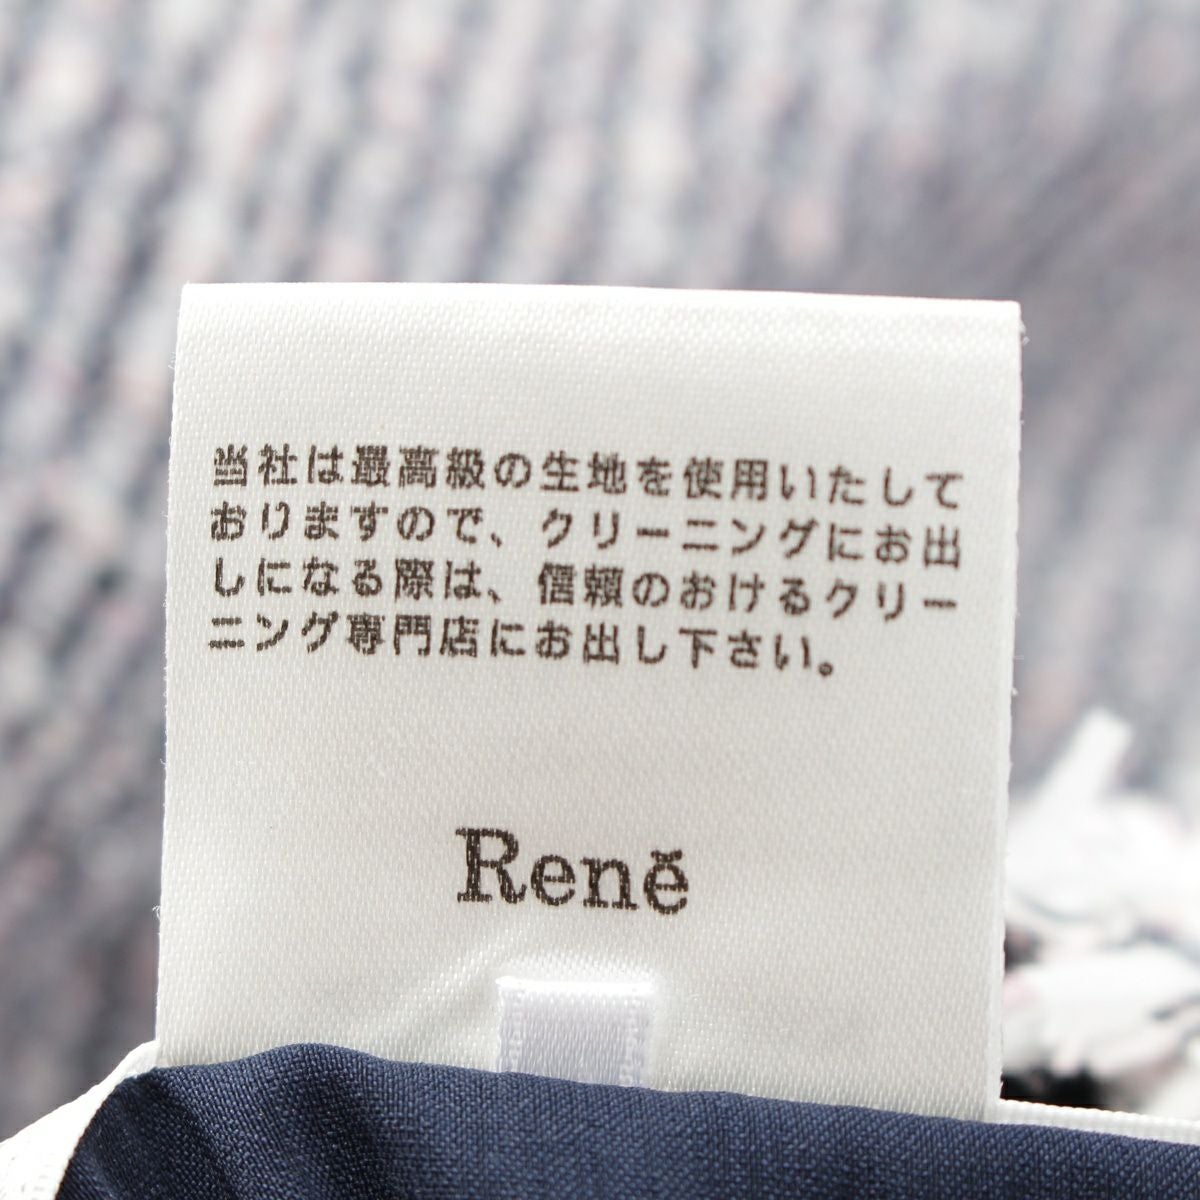 当社は最高級の生地を使用いたして
おりますので、クリーニングにお出
しになる際は、信頼のおけるクリー
ニング専門店にお出し下さい。
Renĕ